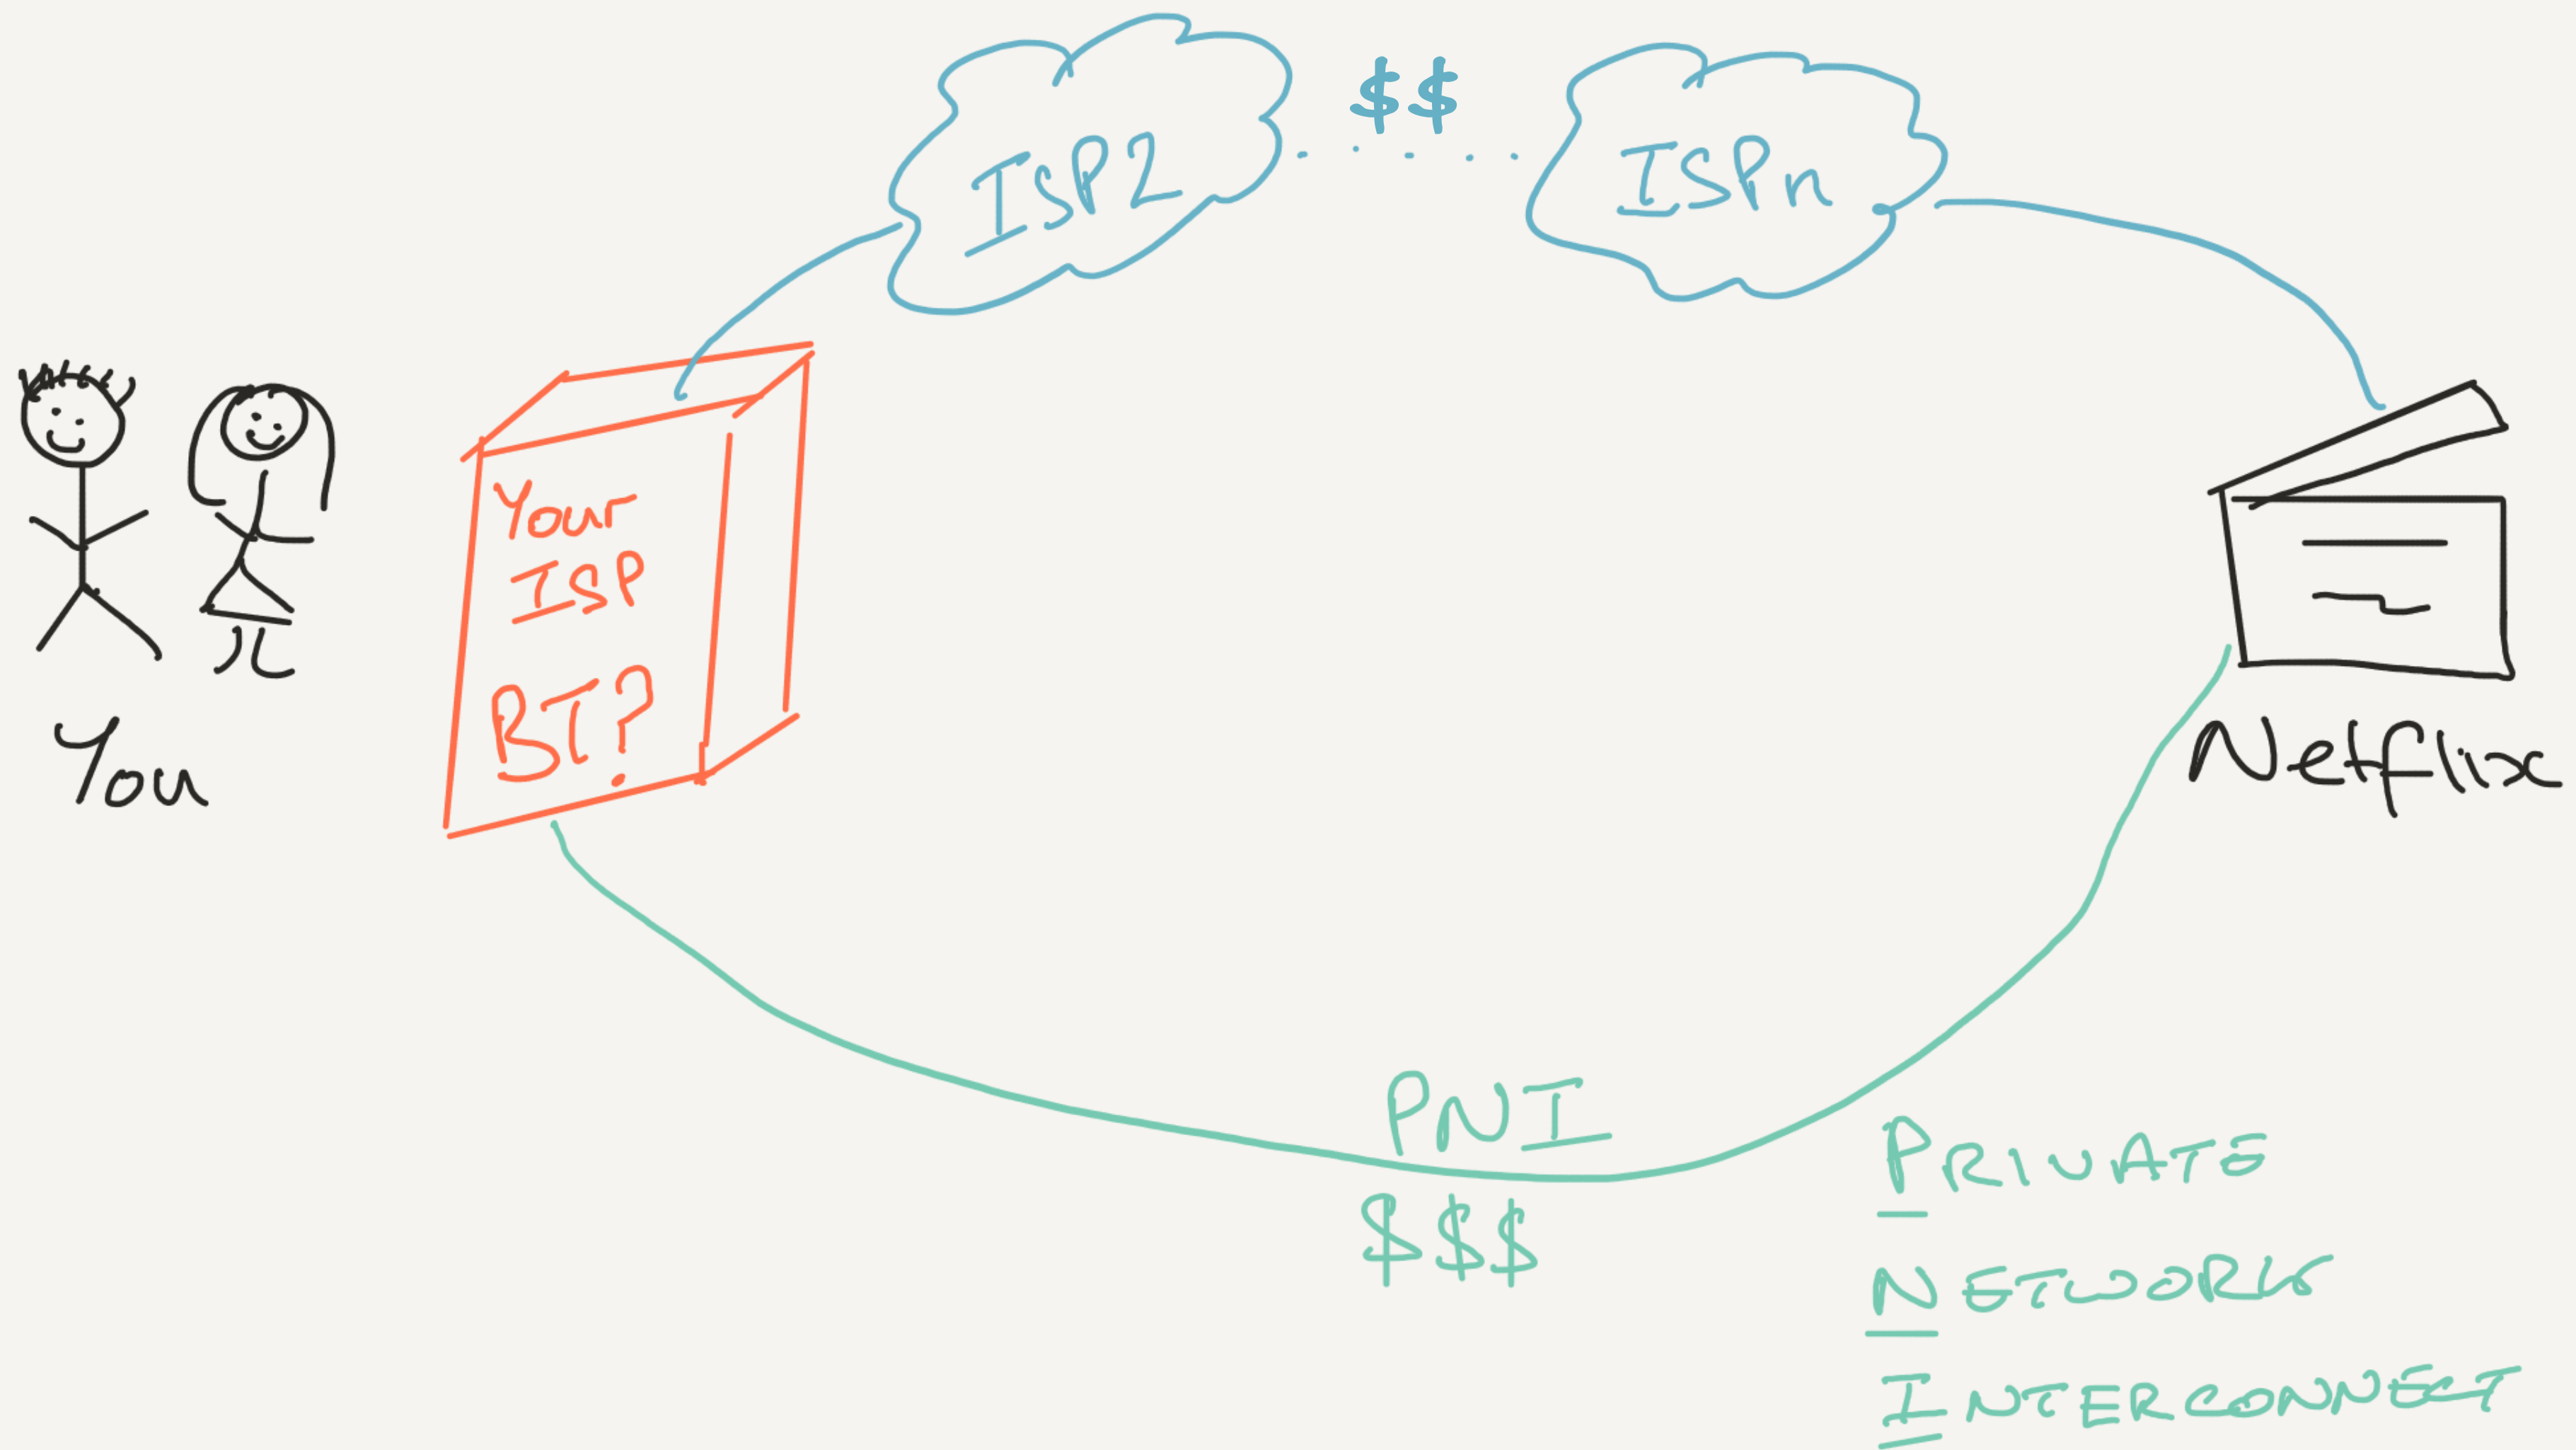 ISP2
$$
ISPn
Your
ISP
BT?
You
Netflix
PNI
$$$
PRIVATE
NETWORK
INTERCONNECT